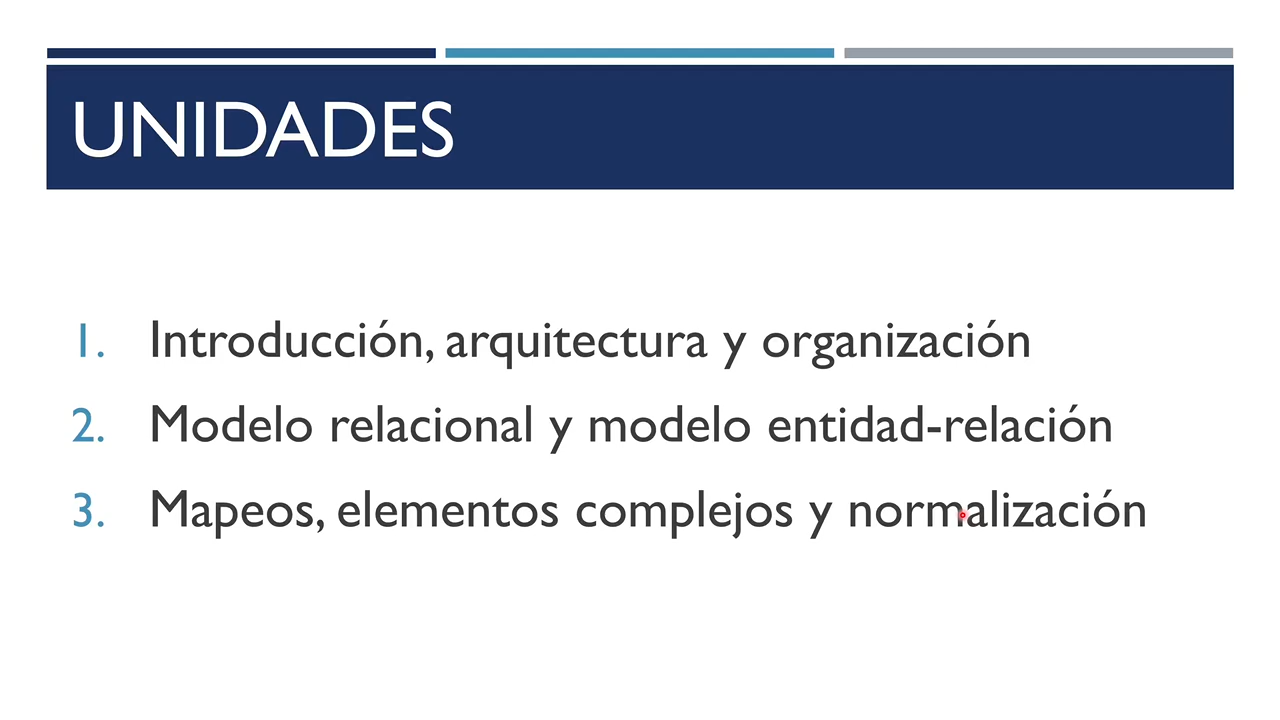 UNIDADES
1. Introducción, arquitectura y organización
2. Modelo relacional y modelo entidad-relación
3. Mapeos, elementos complejos y normalización